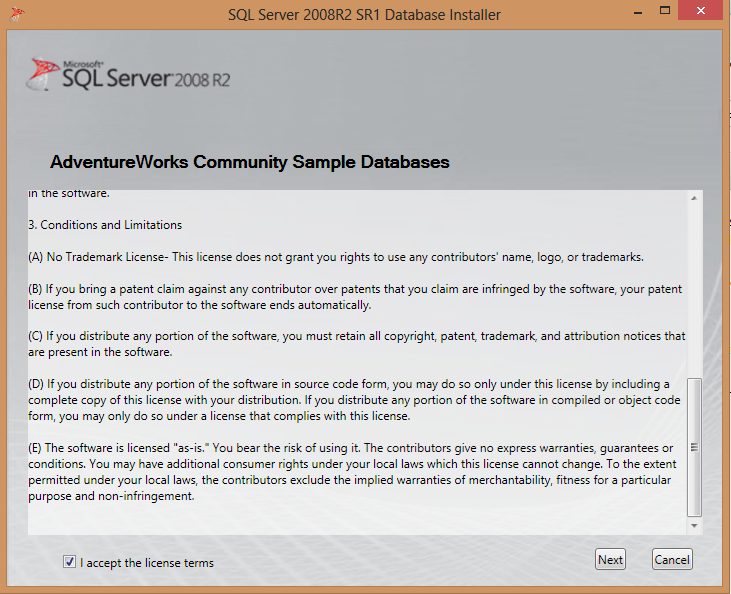 SQL Server 2008R2 SR1 Database Installer
Microsoft®
SQL Server 2008 R2
AdventureWorks Community Sample Databases
in the software.
3. Conditions and Limitations
(A) No Trademark License- This license does not grant you rights to use any contributors' name, logo, or trademarks.
(B) If you bring a patent claim against any contributor over patents that you claim are infringed by the software, your patent
license from such contributor to the software ends automatically.
(C) If you distribute any portion of the software, you must retain all copyright, patent, trademark, and attribution notices that
are present in the software.
(D) If you distribute any portion of the software in source code form, you may do so only under this license by including a
complete copy of this license with your distribution. If you distribute any portion of the software in compiled or object code
form, you may only do so under a license that complies with this license.
(E) The software is licensed "as-is." You bear the risk of using it. The contributors give no express warranties, guarantees or
conditions. You may have additional consumer rights under your local laws which this license cannot change. To the extent
permitted under your local laws, the contributors exclude the implied warranties of merchantability, fitness for a particular
purpose and non-infringement.
I accept the license terms
Next
Cancel